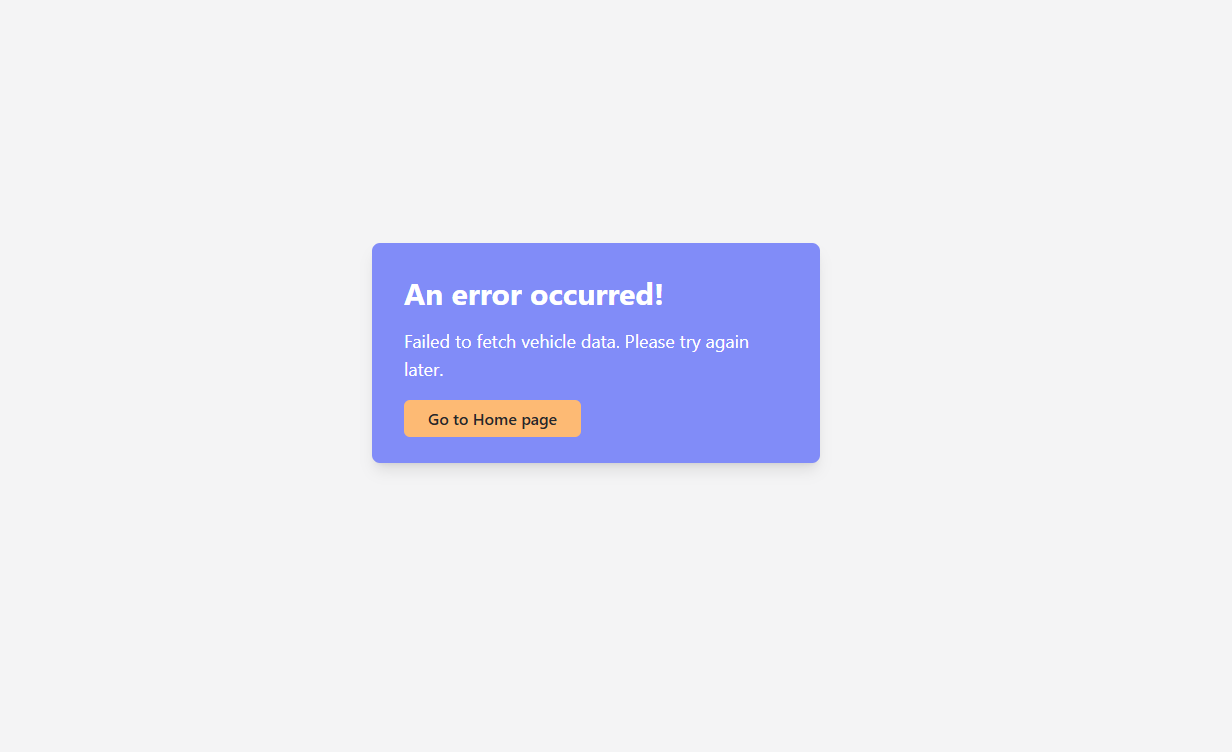 An error occurred!
Failed to fetch vehicle data. Please try again
later.
Go to Home page